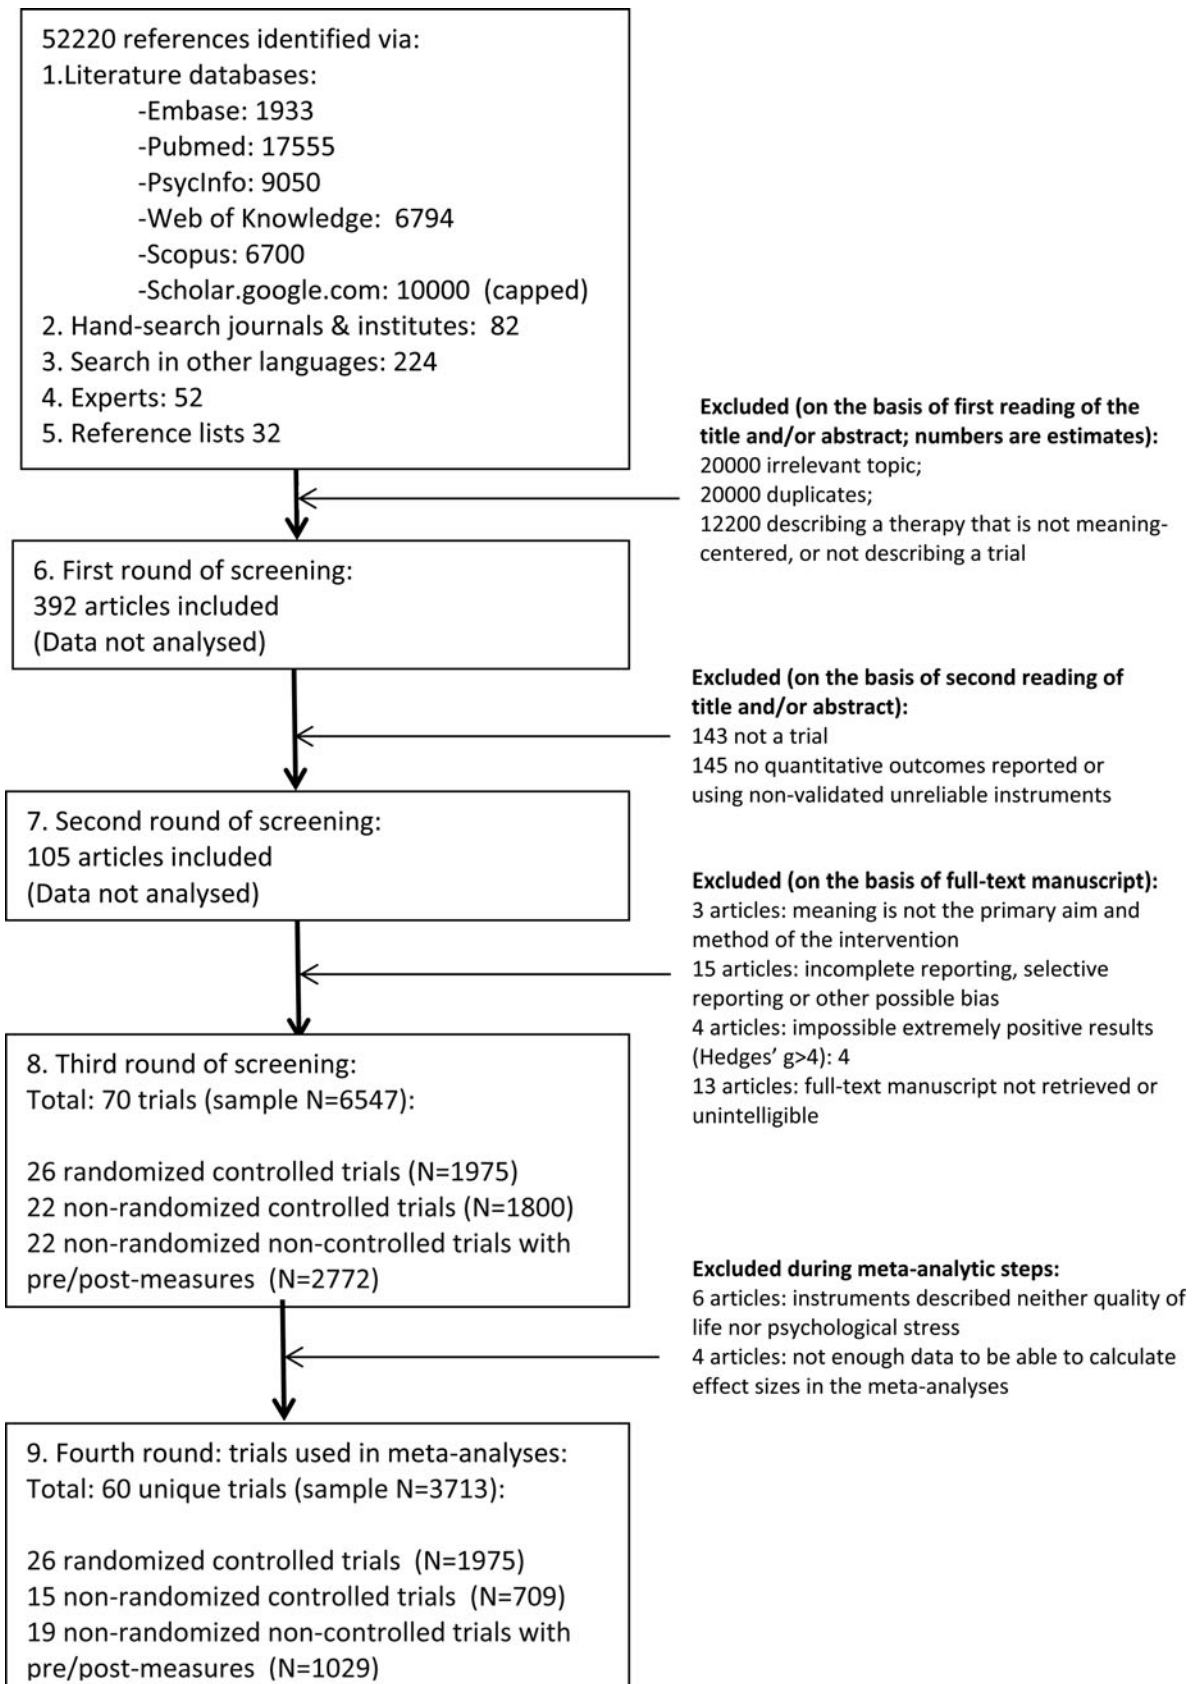 52220 references identified via:
1.Literature databases:
-Embase: 1933
-Pubmed: 17555
-PsycInfo: 9050
-Web of Knowledge:  6794
-Scopus: 6700
-Scholar.google.com: 10000  (capped)
2. Hand-search journals & institutes:  82
3. Search in other languages: 224
4. Experts: 52
5. Reference lists 32
Excluded (on the basis of first reading of the
title and/or abstract; numbers are estimates):
20000 irrelevant topic;
20000 duplicates;
12200 describing a therapy that is not meaning-
centered, or not describing a trial
6. First round of screening:
392 articles included
(Data not analysed)
Excluded (on the basis of second reading of
title and/or abstract):
143 not a trial
145 no quantitative outcomes reported or
using non-validated unreliable instruments
7. Second round of screening:
105 articles included
(Data not analysed)
Excluded (on the basis of full-text manuscript):
3 articles: meaning is not the primary aim and
method of the intervention
15 articles: incomplete reporting, selective
reporting or other possible bias
4 articles: impossible extremely positive results
(Hedges’ g>4): 4
13 articles: full-text manuscript not retrieved or
unintelligible
8. Third round of screening:
Total: 70 trials (sample N=6547):
26 randomized controlled trials (N=1975)
22 non-randomized controlled trials (N=1800)
22 non-randomized non-controlled trials with
pre/post-measures  (N=2772)
Excluded during meta-analytic steps:
6 articles: instruments described neither quality of
life nor psychological stress
4 articles: not enough data to be able to calculate
effect sizes in the meta-analyses
9. Fourth round: trials used in meta-analyses:
Total: 60 unique trials (sample N=3713):
26 randomized controlled trials  (N=1975)
15 non-randomized controlled trials  (N=709)
19 non-randomized non-controlled trials with
pre/post-measures  (N=1029)